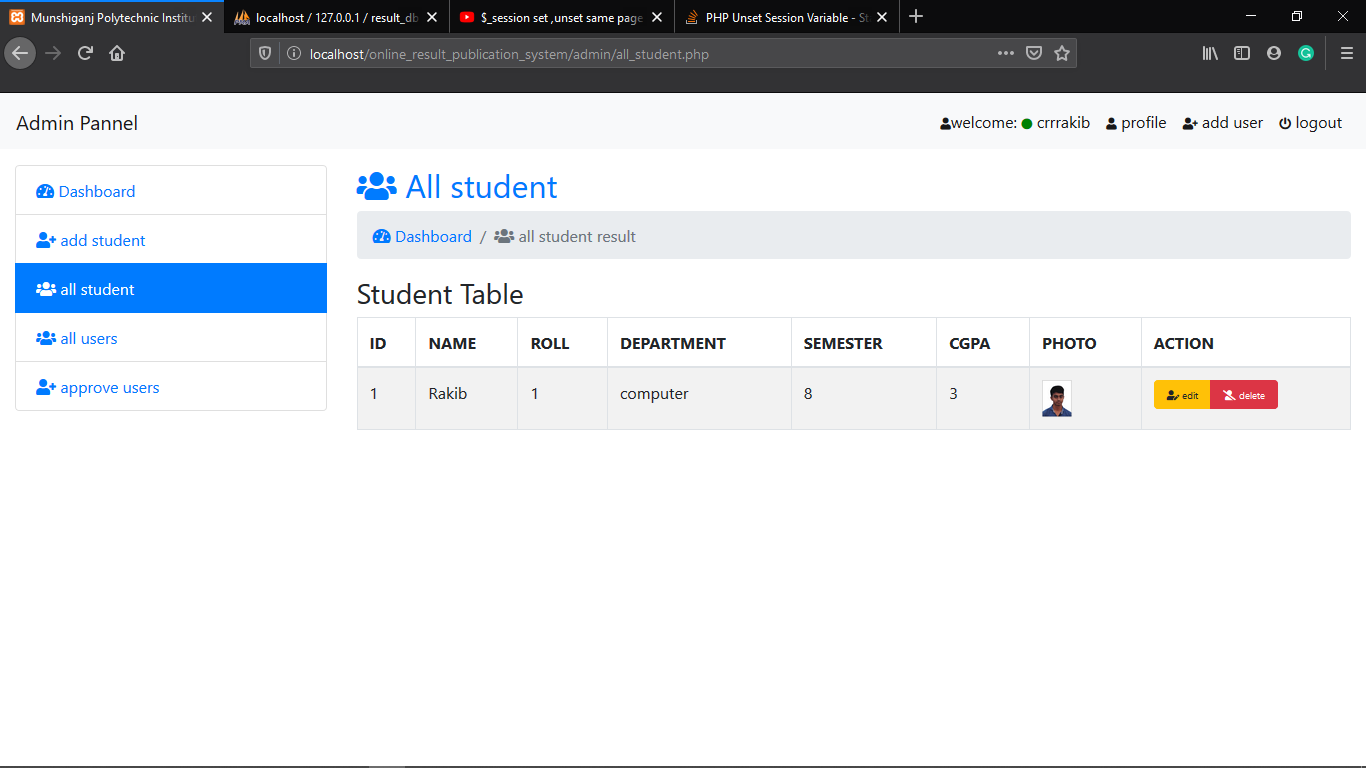 Munshiganj Polytechnic Institu
localhost / 127.0.0.1 / result_db
$_session set ,unset same page
PHP Unset Session Variable - St
localhost/online_result_publication_system/admin/all_student.php
Admin Pannel
welcome: crrrakib profile add user logout
Dashboard
add student
all student
all users
approve users
All student
Dashboard / all student result
Student Table
ID NAME ROLL DEPARTMENT SEMESTER CGPA PHOTO ACTION
1 Rakib 1 computer 8 3 edit delete